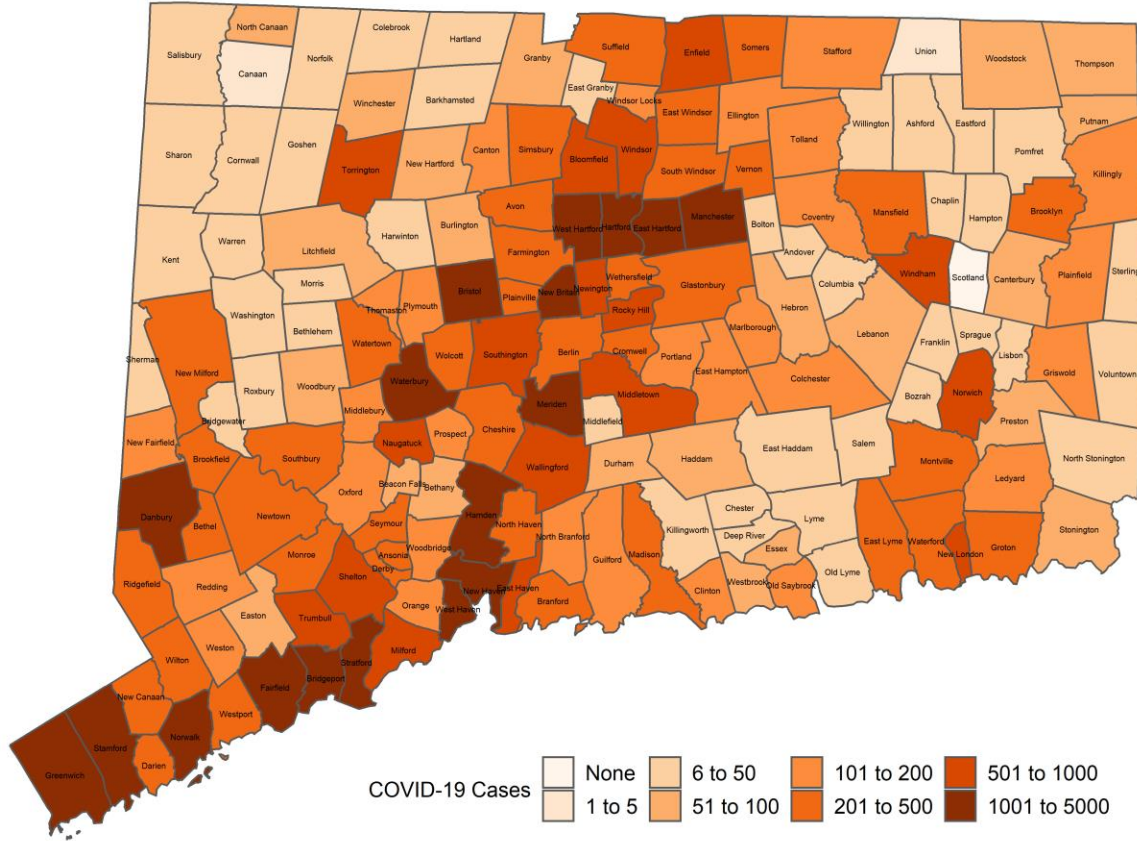 North Canaan
Colebrook
Hartland
Salisbury
Canaan
Norfolk
Granby
Suffield
Enfield
Somers
Stafford
Union
Woodstock
Thompson
East Granby
Winchester
Barkhamsted
Windsor Locks
East Windsor
Ellington
Willington
Ashford
Eastford
Putnam
Sharon
Cornwall
Goshen
Torrington
New Hartford
Canton
Simsbury
Bloomfield
Windsor
South Windsor
Vernon
Tolland
Pomfret
Killingly
Kent
Warren
Litchfield
Harwinton
Burlington
Avon
West Hartford
Hartford
East Hartford
Manchester
Bolton
Coventry
Mansfield
Chaplin
Hampton
Brooklyn
Farmington
Andover
Morris
Columbia
Windham
Scotland
Canterbury
Plainfield
Sterling
Washington
Bethlehem
Thomaston
Plymouth
Bristol
Plainville
New Britain
Newington
Wethersfield
Rocky Hill
Glastonbury
Hebron
Marlborough
Lebanon
Franklin
Sprague
Lisbon
Sherman
New Milford
Roxbury
Woodbury
Watertown
Wolcott
Southington
Berlin
Cromwell
Portland
East Hampton
Colchester
Griswold
Voluntown
Waterbury
Meriden
Middlefield
Middletown
Bozrah
Norwich
Preston
Bridgewater
Middlebury
New Fairfield
Brookfield
Southbury
Naugatuck
Prospect
Cheshire
Wallingford
Durham
Haddam
East Haddam
Salem
Montville
North Stonington
Oxford
Beacon Falls
Bethany
Ledyard
Danbury
Bethel
Newtown
Seymour
Hamden
North Haven
North Branford
Guilford
Madison
Killingworth
Chester
Deer River
Lyme
East Lyme
Waterford
New London
Groton
Stonington
Monroe
Ansonia
Woodbridge
Derby
Essex
Ridgefield
Redding
Shelton
Orange
New Haven
East Haven
Branford
Clinton
Westbrook
Old Saybrook
Old Lyme
Easton
Trumbull
West Haven
Milford
Weston
Wilton
Stratford
Bridgeport
Fairfield
New Canaan
Westport
Norwalk
Darien
Stamford
Greenwich
COVID-19 Cases
None
6 to 50
101 to 200
501 to 1000
1 to 5
51 to 100
201 to 500
1001 to 5000